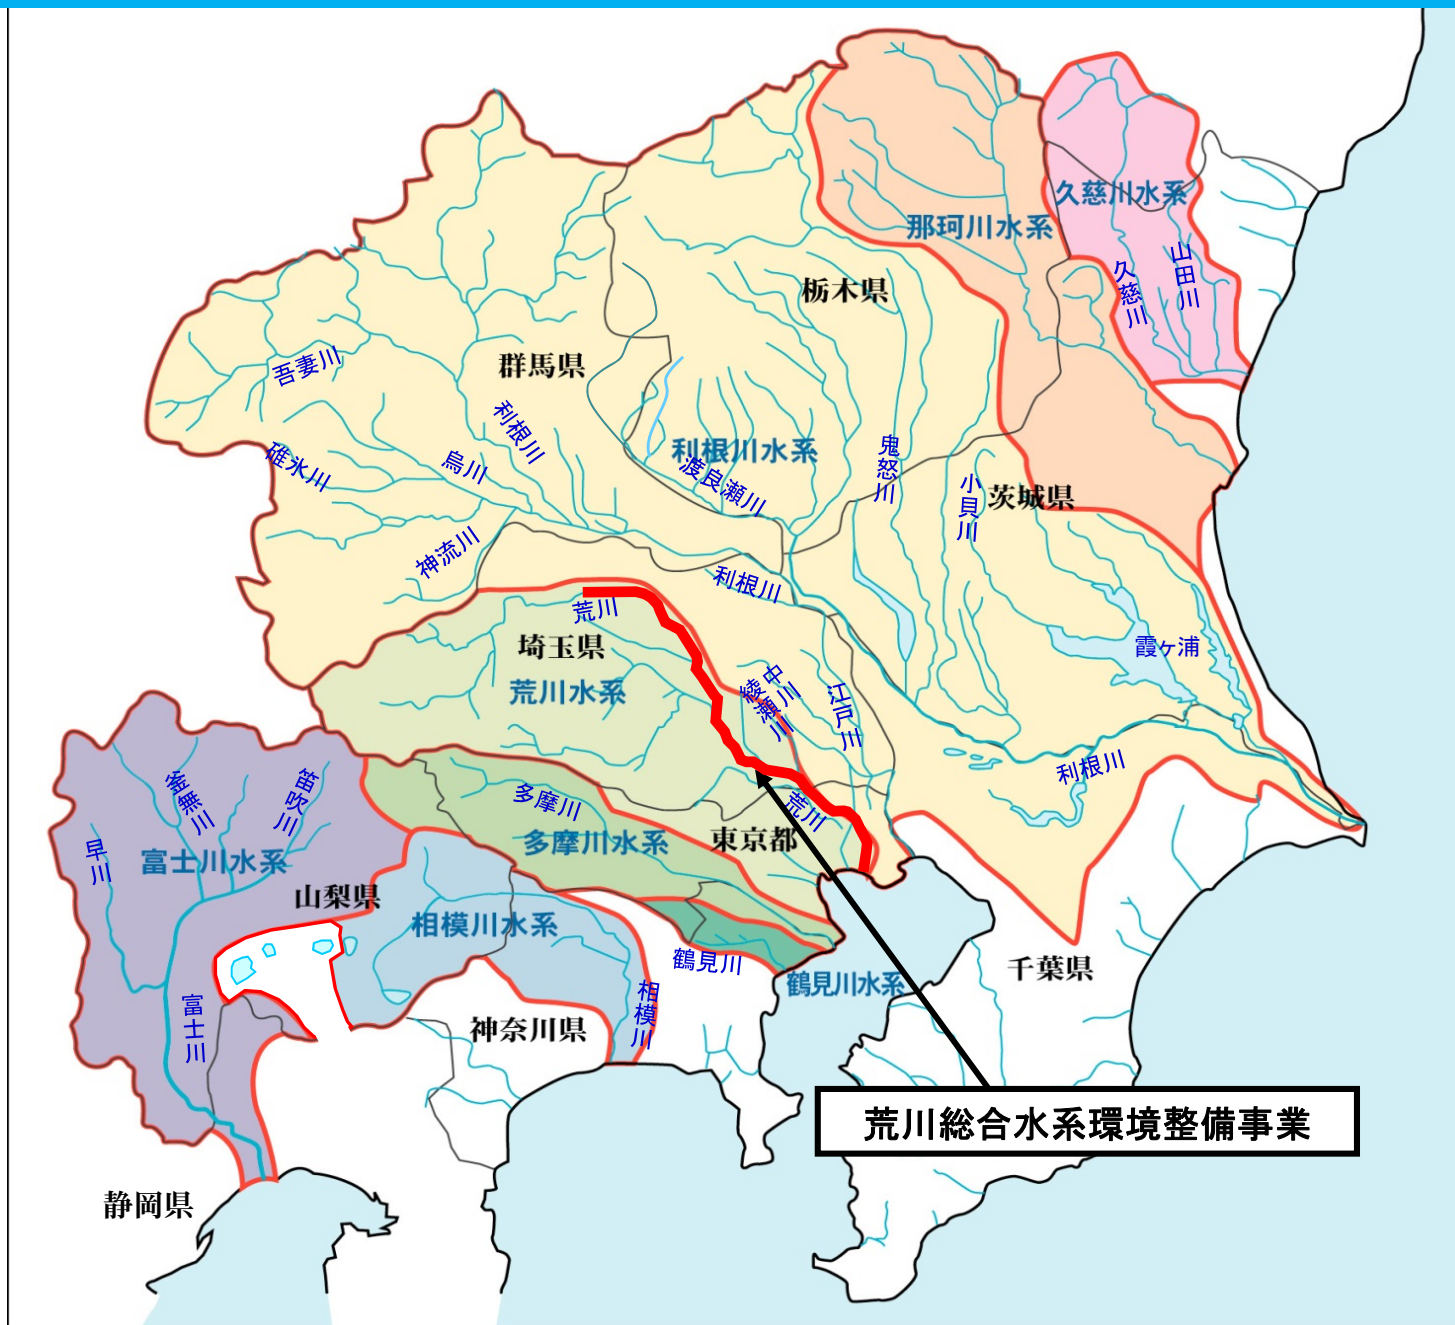 久慈川水系
那珂川水系
山田川
久慈川
栃木県
吾妻川
群馬県
利根川
利根川水系
碓氷川
烏川
渡良瀬川
鬼怒川
小貝川
茨城県
神流川
利根川
荒川
埼玉県
霞ヶ浦
荒川水系
綾瀬川
中川
江戸川
利根川
釜無川
笛吹川
多摩川
荒川
早川
富士川水系
多摩川水系
東京都
山梨県
相模川水系
鶴見川
千葉県
鶴見川水系
富士川
相模川
神奈川県
荒川総合水系環境整備事業
静岡県